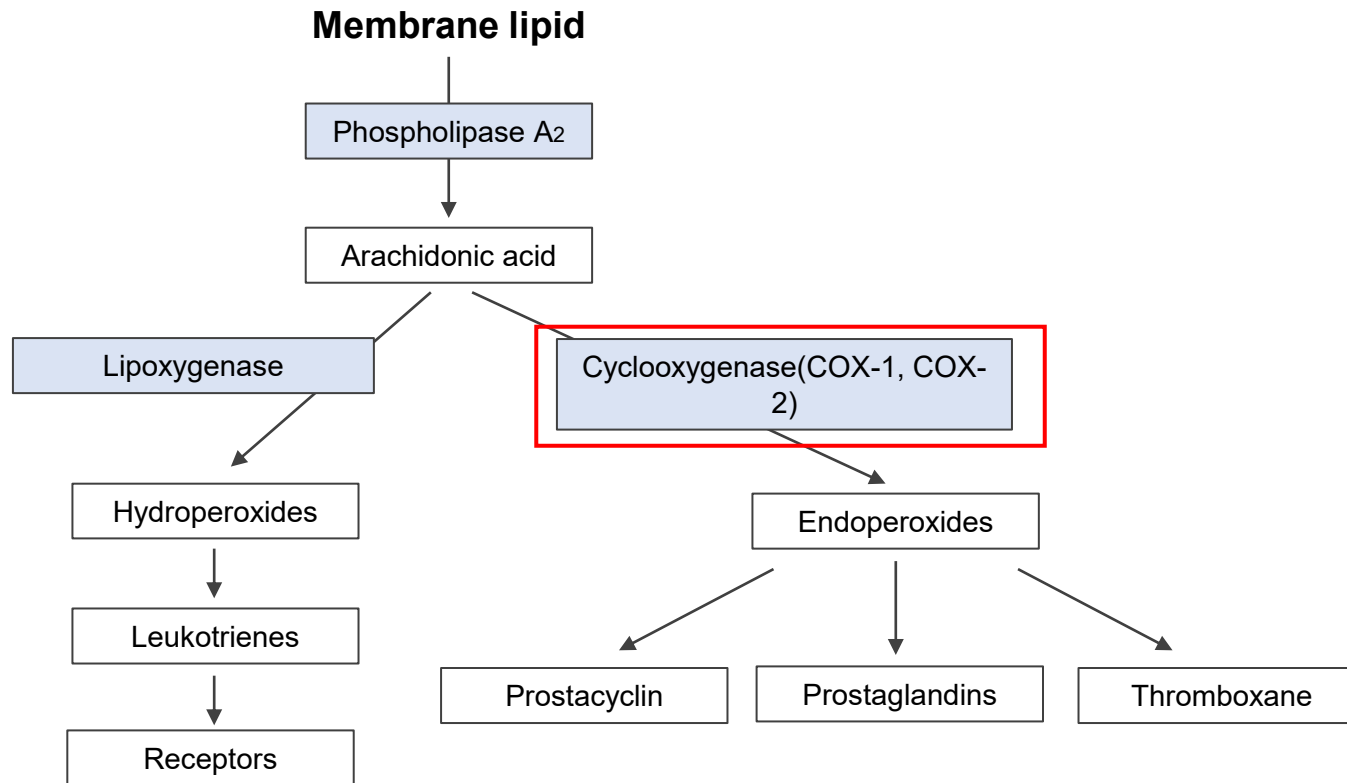 Membrane lipid
Phospholipase A2
Arachidonic acid
Lipoxygenase
Cyclooxygenase(COX-1, COX-
2)
Hydroperoxides
Endoperoxides
Leukotrienes
Prostacyclin
Prostaglandins
Thromboxane
Receptors